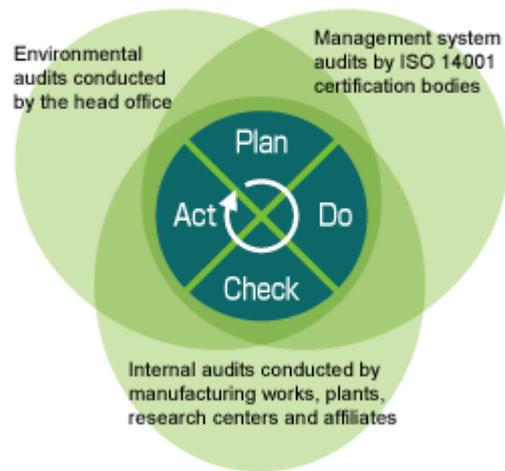 Environmental
audits conducted
by the head office
Management system
audits by ISO 14001
certification bodies
Plan
Act
Do
Check
Internal audits conducted by
manufacturing works, plants,
research centers and affiliates